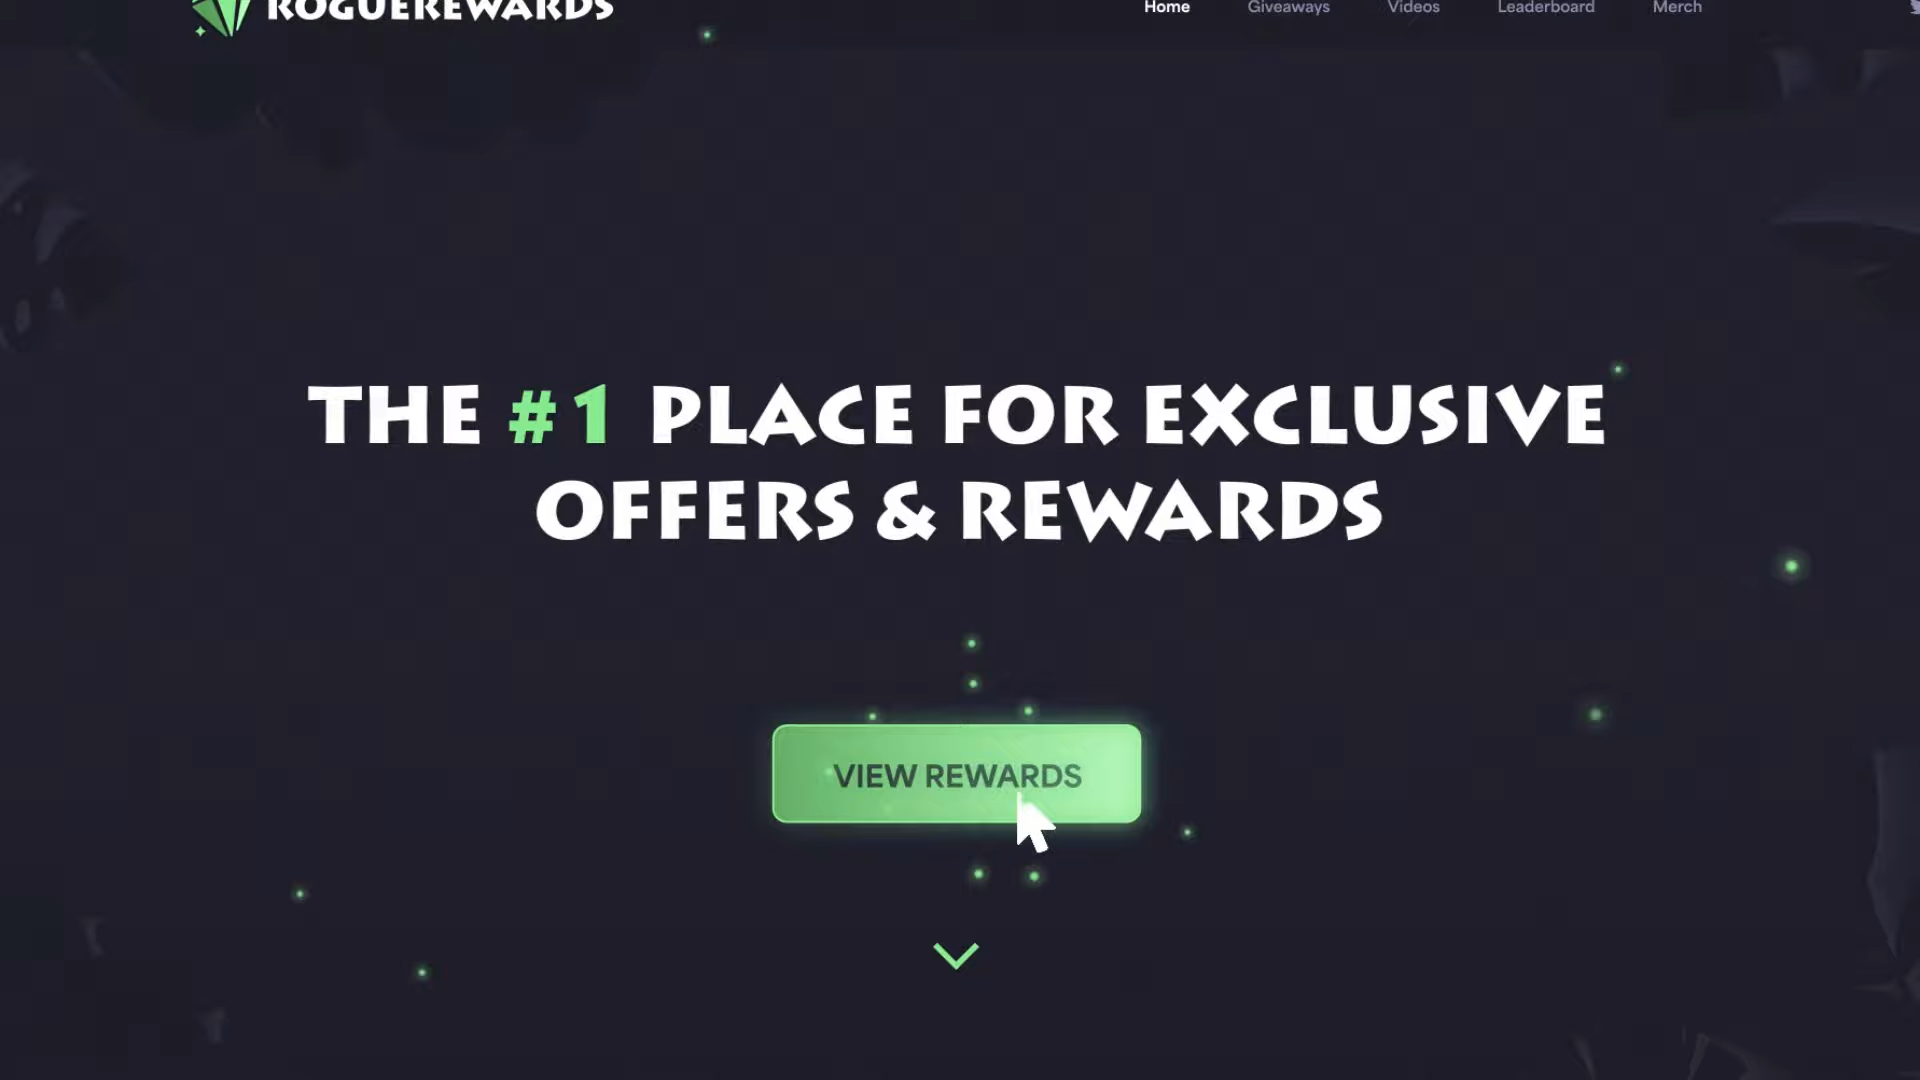 ROGUEREWARDS
Home Giveaways Videos Leaderboard Merch
THE #1 PLACE FOR EXCLUSIVE
OFFERS & REWARDS
VIEW REWARDS